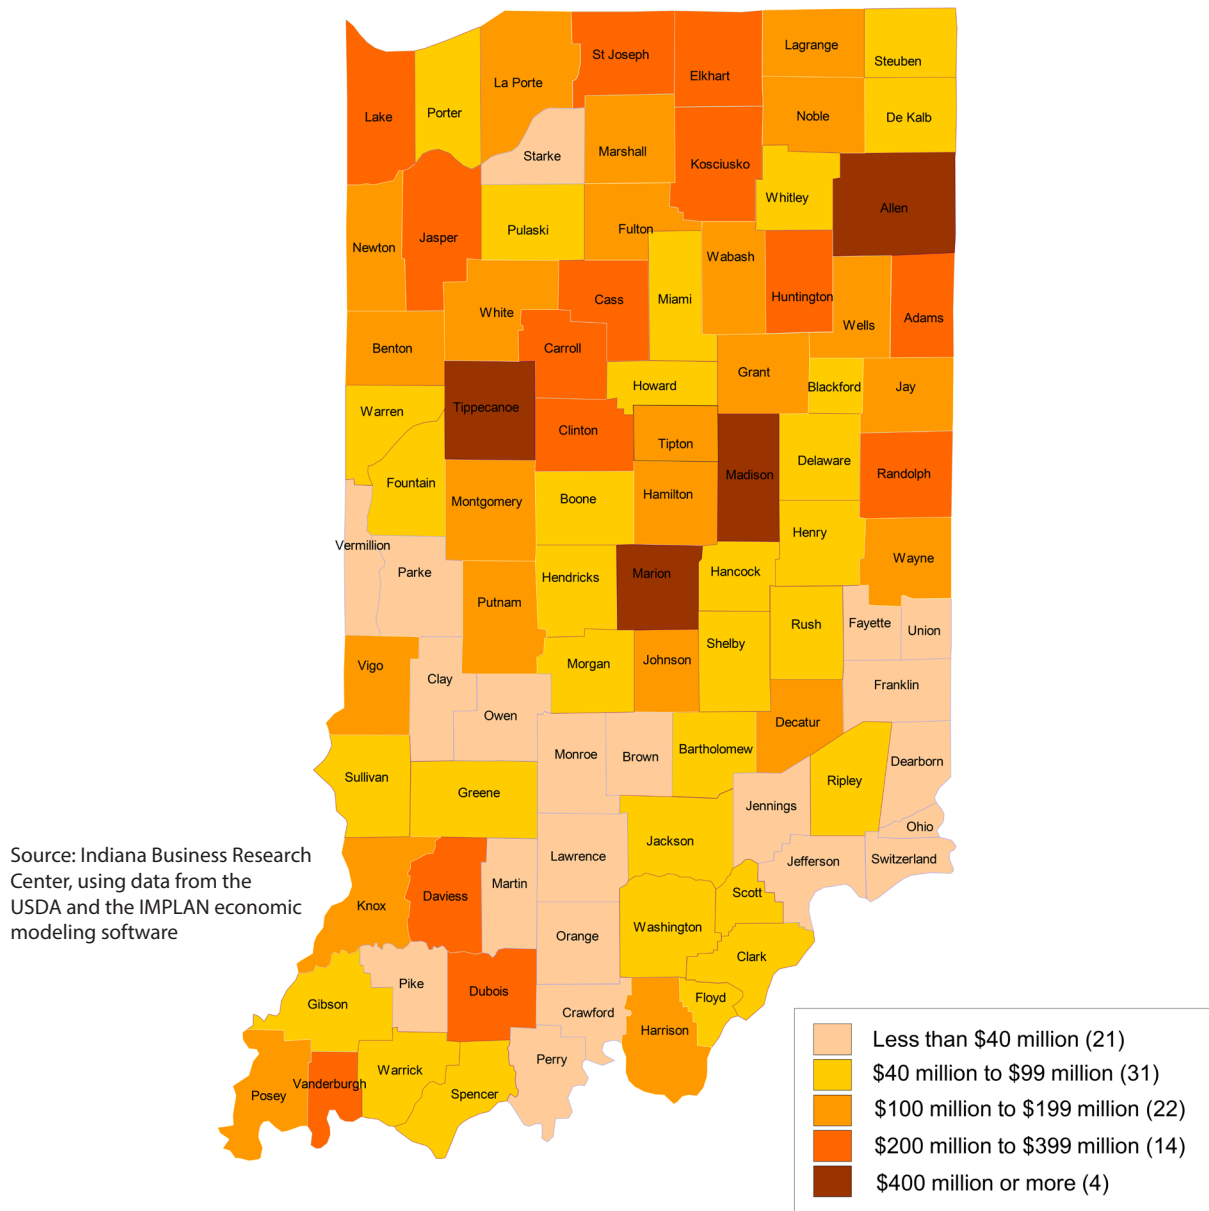 St Joseph
Lagrange
Steuben
La Porte
Elkhart
Porter
Lake
Noble
De Kalb
Starke
Marshall
Kosciusko
Whitley
Allen
Newton
Jasper
Pulaski
Fulton
Wabash
Miami
Huntington
Cass
White
Wells
Adams
Benton
Carroll
Grant
Howard
Blackford
Jay
Warren
Tippecanoe
Clinton
Tipton
Delaware
Randolph
Madison
Fountain
Montgomery
Boone
Hamilton
Henry
Vermillion
Parke
Wayne
Hendricks
Marion
Hancock
Putnam
Rush
Fayette
Union
Vigo
Clay
Morgan
Johnson
Shelby
Franklin
Owen
Decatur
Monroe
Brown
Bartholomew
Dearborn
Sullivan
Greene
Ripley
Jennings
Ohio
Jackson
Source: Indiana Business Research
Center, using data from the
USDA and the IMPLAN economic
modeling software
Lawrence
Jefferson
Switzerland
Martin
Daviess
Knox
Scott
Washington
Orange
Clark
Pike
Dubois
Gibson
Crawford
Floyd
Harrison
Perry
Warrick
Vanderburgh
Posey
Spencer
Less than $40 million (21)
$40 million to $99 million (31)
$100 million to $199 million (22)
$200 million to $399 million (14)
$400 million or more (4)